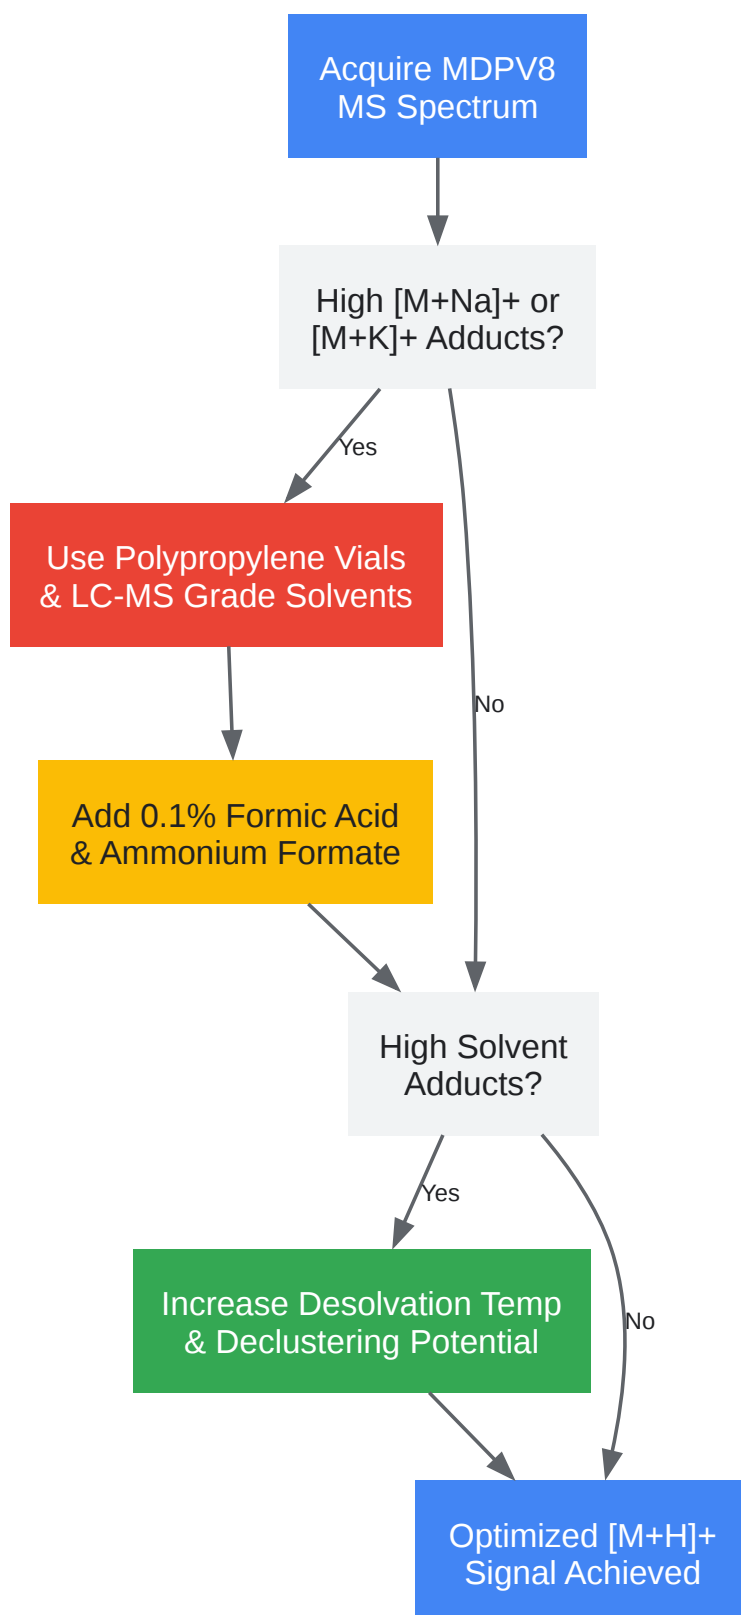 Acquire MDPV8
MS Spectrum
High [M+Na]+ or
[M+K]+ Adducts?
Yes
Use Polypropylene Vials
& LC-MS Grade Solvents
No
Add 0.1% Formic Acid
& Ammonium Formate
High Solvent
Adducts?
Yes
Increase Desolvation Temp
& Declustering Potential
No
Optimized [M+H]+
Signal Achieved